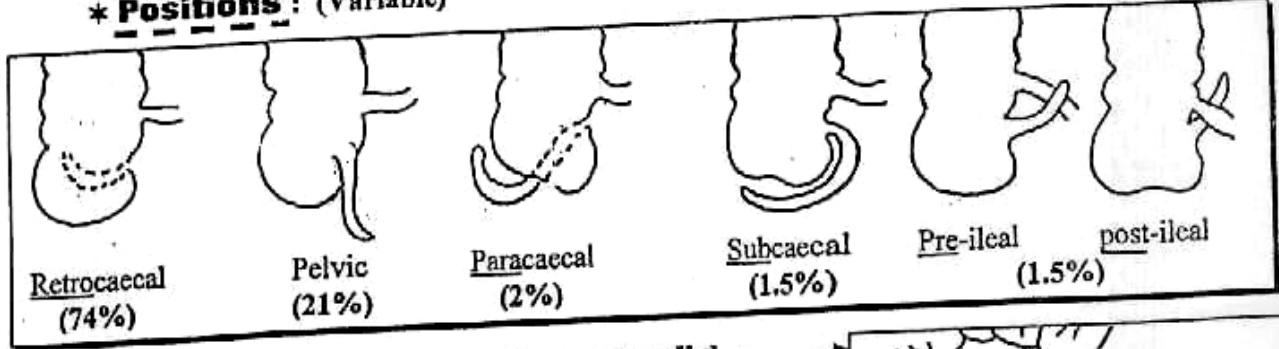 * Positions : (Variable)
Retrocaecal
(74%)
Pelvic
(21%)
Paracaecal
(2%)
Subcaecal
(1.5%)
Pre-ileal
post-ileal
(1.5%)